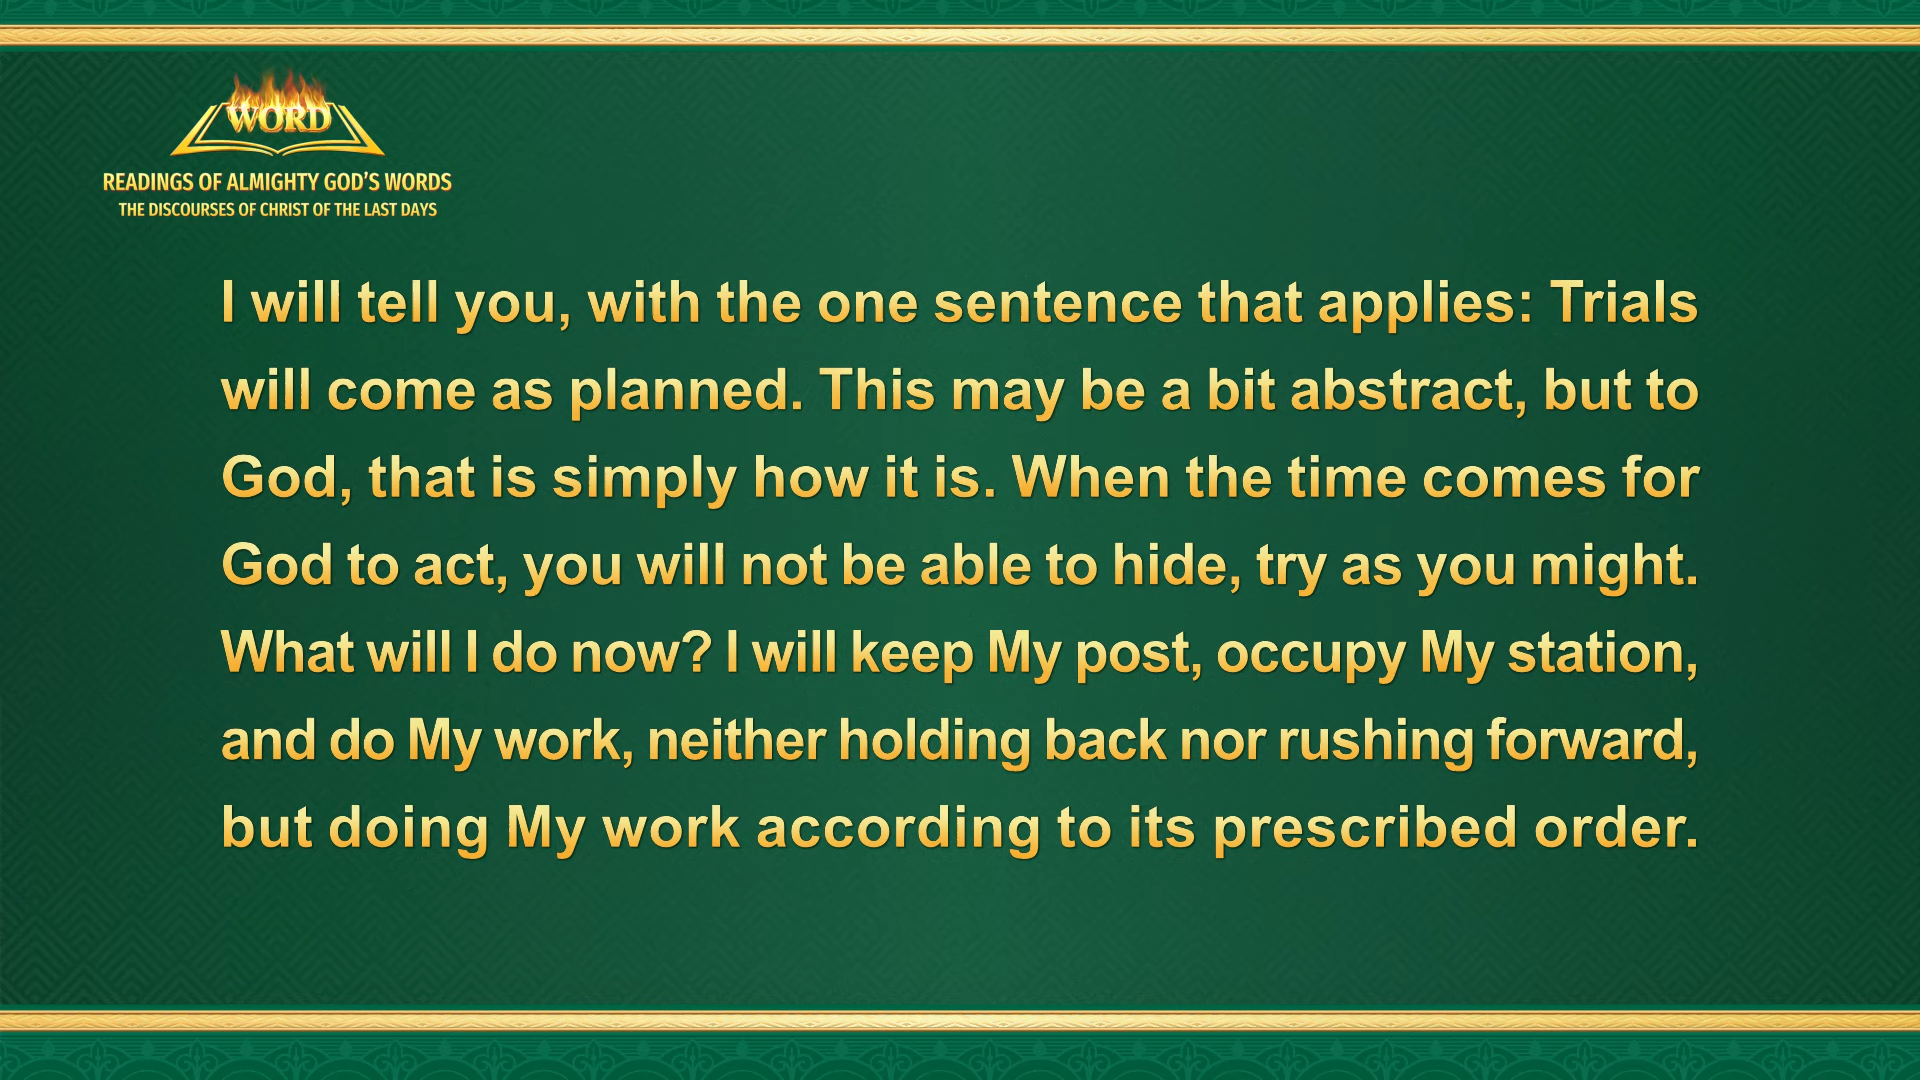 WORD
READINGS OF ALMIGHTY GOD'S WORDS
THE DISCOURSES OF CHRIST OF THE LAST DAYS
I will tell you, with the one sentence that applies: Trials
will come as planned. This may be a bit abstract, but to
God, that is simply how it is. When the time comes for
God to act, you will not be able to hide, try as you might.
What will I do now? I will keep My post, occupy My station,
and do My work, neither holding back nor rushing forward,
but doing My work according to its prescribed order.